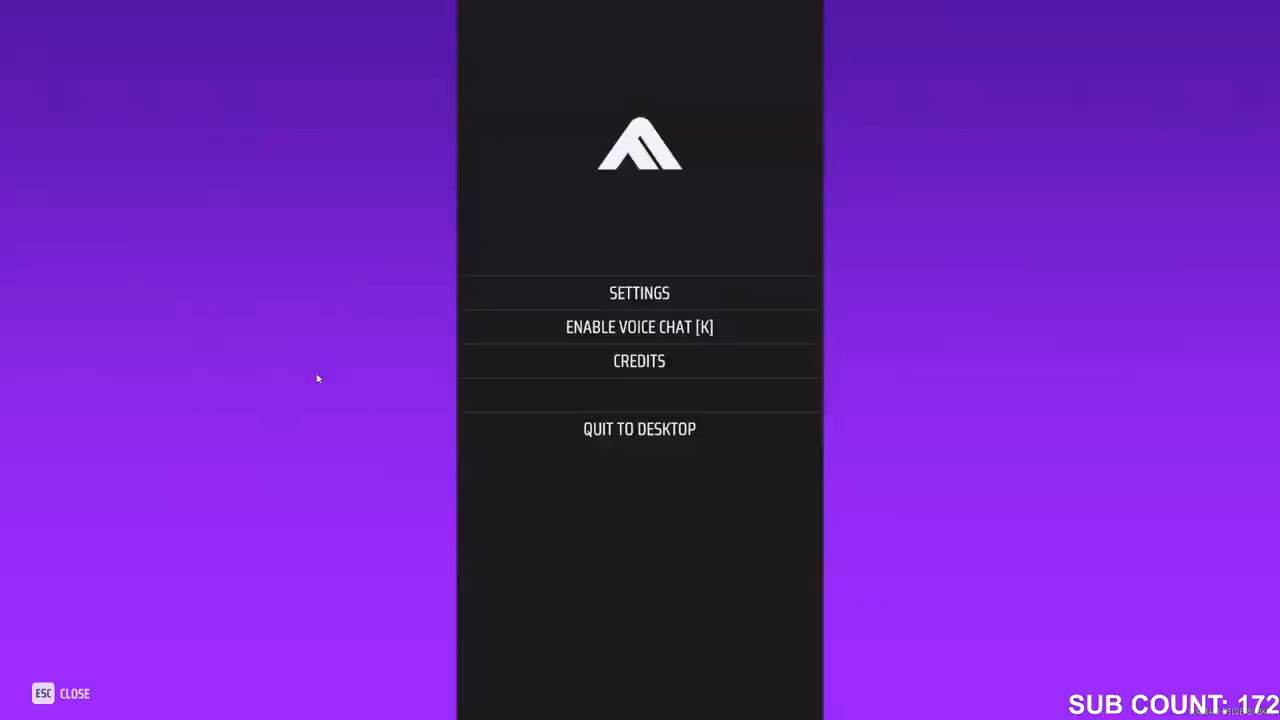 SETTINGS
ENABLE VOICE CHAT [K]
CREDITS
QUIT TO DESKTOP
ESC CLOSE
SUB COUNT: 172